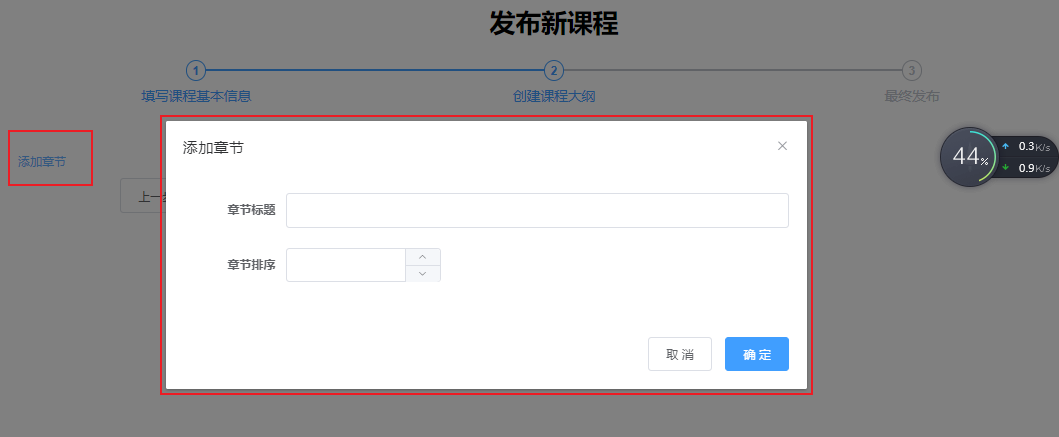 发布新课程
1
2
3
填写课程基本信息
创建课程大纲
最终发布
添加章节
添加章节
44%
0.3K/s
0.9K/s
上一
章节标题
章节排序
取 消
确 定